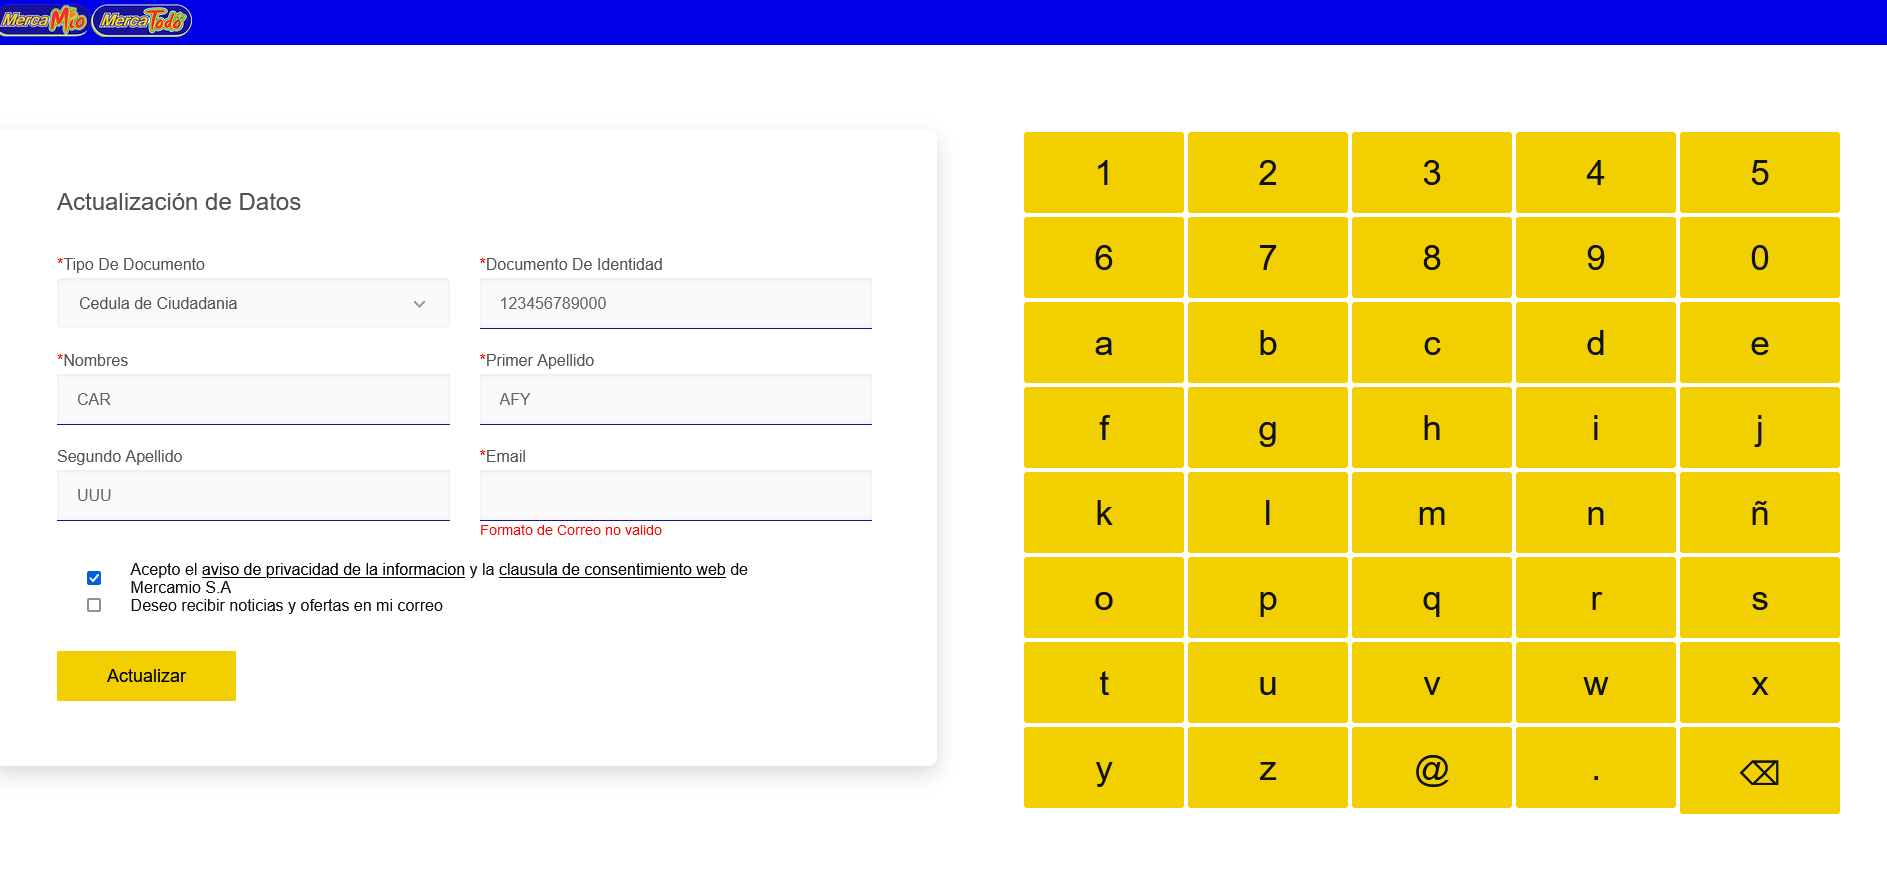 MercaMio MercaTodo
Actualización de Datos
*Tipo De Documento
Cedula de Ciudadania
*Documento De Identidad
123456789000
*Nombres
CAR
*Primer Apellido
AFY
Segundo Apellido
UUU
*Email
Formato de Correo no valido
Acepto el aviso de privacidad de la informacion y la clausula de consentimiento web de
Mercamio S.A
Deseo recibir noticias y ofertas en mi correo
Actualizar
1 2 3 4 5
6 7 8 9 0
a b c d e
f g h i j
k l m n ñ
o p q r s
t u v w x
y z @ . ⌫